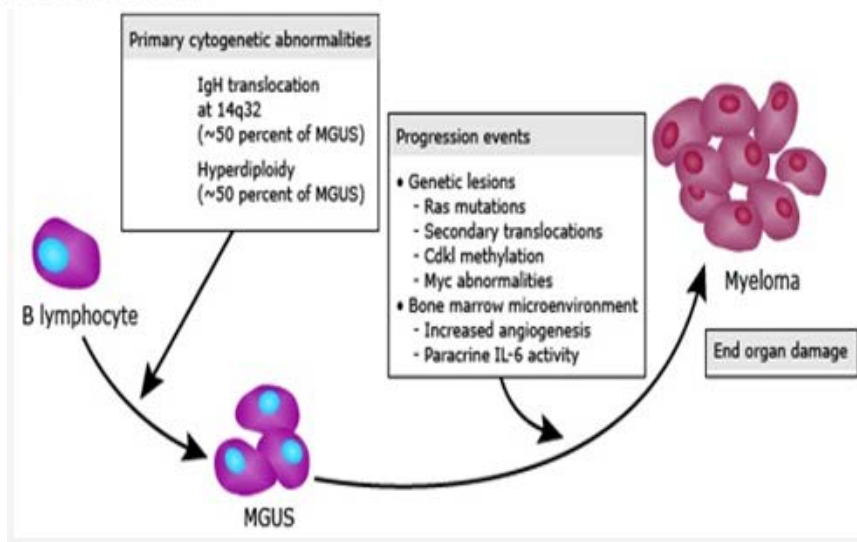 Primary cytogenetic abnormalities
IgH translocation
at 14q32
(~50 percent of MGUS)
Hyperdiploidy
(~50 percent of MGUS)
Progression events
• Genetic lesions
- Ras mutations
- Secondary translocations
- Cdkl methylation
- Myc abnormalities
• Bone marrow microenvironment
- Increased angiogenesis
- Paracrine IL-6 activity
B lymphocyte
MGUS
Myeloma
End organ damage